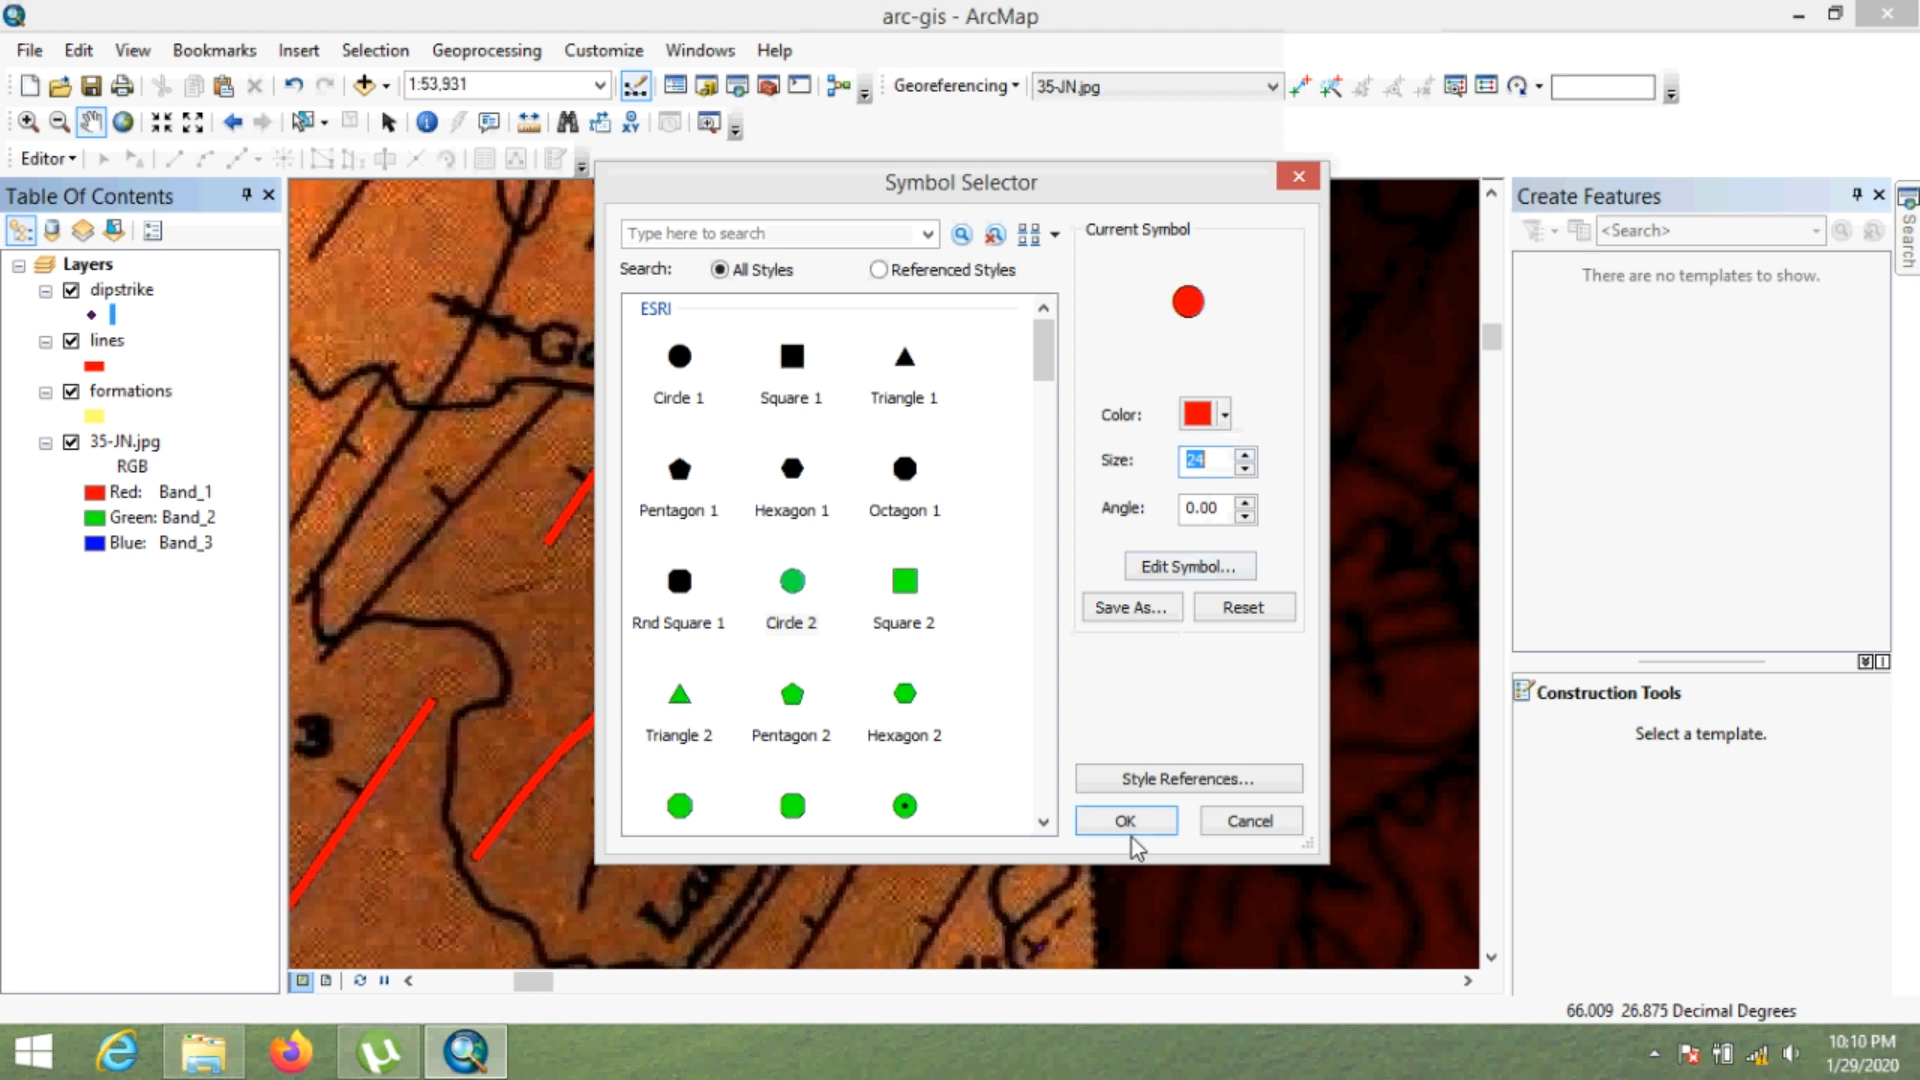 arc-gis - ArcMap
File Edit View Bookmarks Insert Selection Geoprocessing Customize Windows Help
1:53,931
Georeferencing
35-JN.jpg
Editor
Table Of Contents
Layers
dipstrike
lines
formations
35-JN.jpg
RGB
Red: Band_1
Green: Band_2
Blue: Band_3
3
Symbol Selector
Type here to search
Search: All Styles Referenced Styles
ESRI
Circle 1 Square 1 Triangle 1
Pentagon 1 Hexagon 1 Octagon 1
Rnd Square 1 Circle 2 Square 2
Triangle 2 Pentagon 2 Hexagon 2
Current Symbol
Color:
Size: 24
Angle: 0.00
Edit Symbol...
Save As... Reset
Style References...
OK Cancel
Create Features
<Search>
There are no templates to show.
Construction Tools
Select a template.
Search
66.009 26.875 Decimal Degrees
10:10 PM
1/29/2020